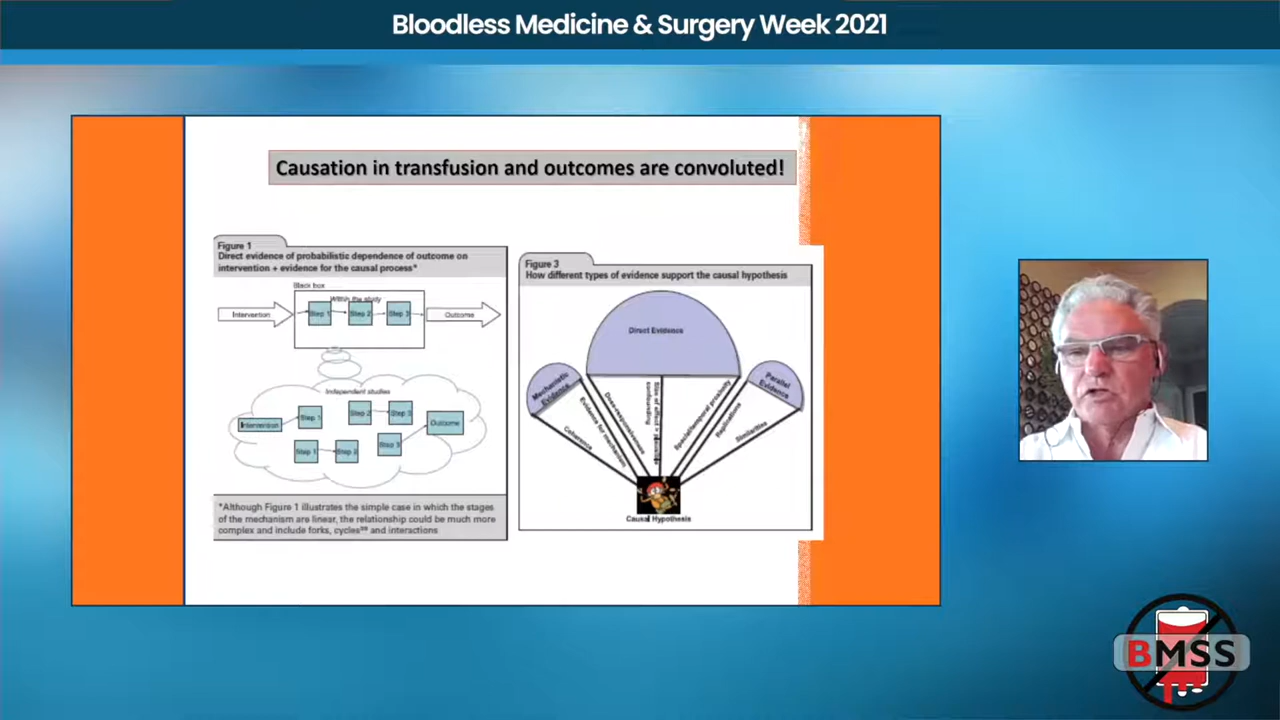 Bloodless Medicine & Surgery Week 2021
Causation in transfusion and outcomes are convoluted!
Figure 1
Direct evidence of probabilistic dependence of outcome on
intervention + evidence for the causal process*
Black box
Within the study
Intervention
Step 1
Step 2
Step 3
Outcome
Independent studies
Intervention
Step 1
Step 2
Step 3
Outcome
Step 1
Step 2
Step 3
*Although Figure 1 illustrates the simple case in which the stages
of the mechanism are linear, the relationship could be much more
complex and include forks, cycles and interactions
Figure 3
How different types of evidence support the causal hypothesis
Direct Evidence
Mechanistic
Evidence
Parallel
Evidence
Coherence
Evidence for mechanism
Dose-responsiveness
Size of effect >
confounding
Spacial/temporal proximity
Replications
Similarities
Causal Hypothesis
BMSS